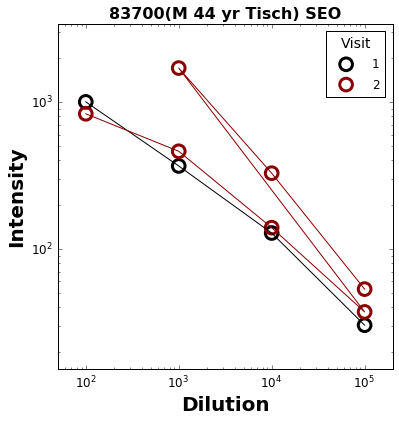 83700(M 44 yr Tisch) SEO
Visit
1
2
10³
10²
Intensity
10² 10³ 10⁴ 10⁵
Dilution